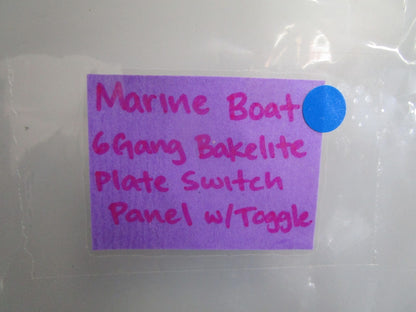 Marine Boat
6Gang Bakelite
Plate Switch
Panel w/Toggle